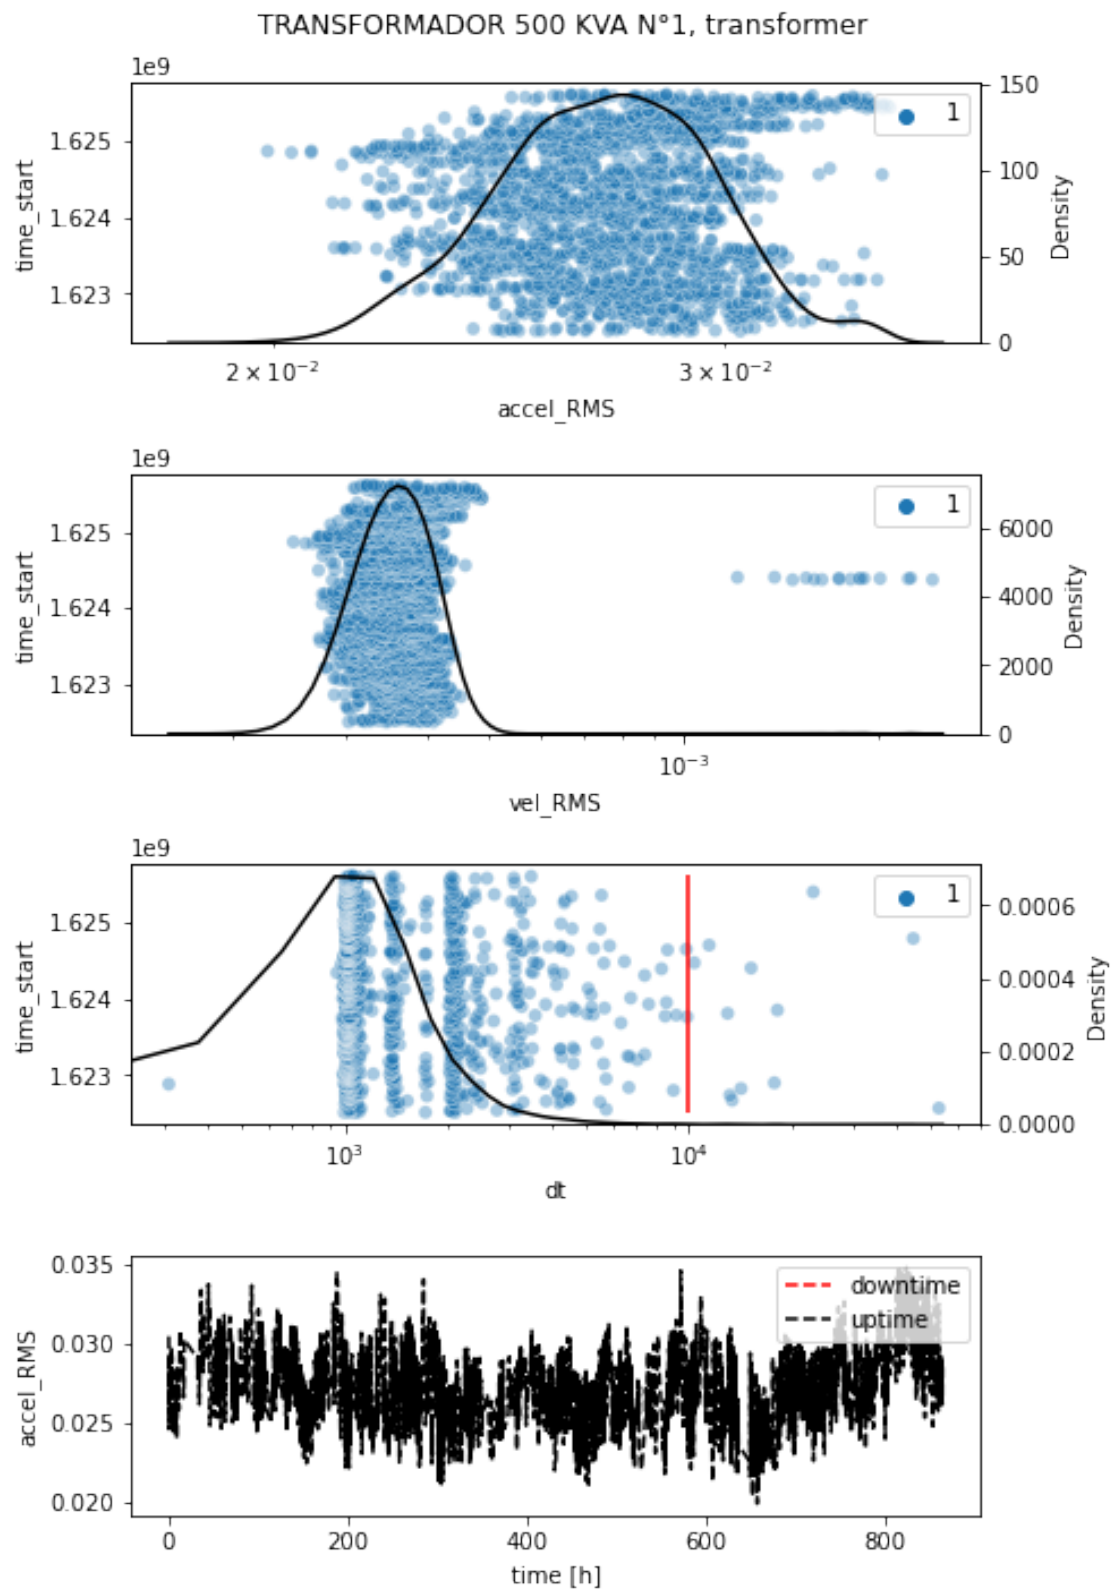 TRANSFORMADOR 500 KVA N°1, transformer
1e9
150
1
1.625
100
1.624
50
1.623
0
time_start
Density
2 × 10⁻²
3 × 10⁻²
accel_RMS
1e9
1
1.625
6000
1.624
4000
1.623
2000
0
time_start
Density
10⁻³
vel_RMS
1e9
1
1.625
0.0006
1.624
0.0004
1.623
0.0002
0.0000
time_start
Density
10³
10⁴
dt
0.035
0.030
0.025
0.020
accel_RMS
downtime
uptime
0
200
400
600
800
time [h]